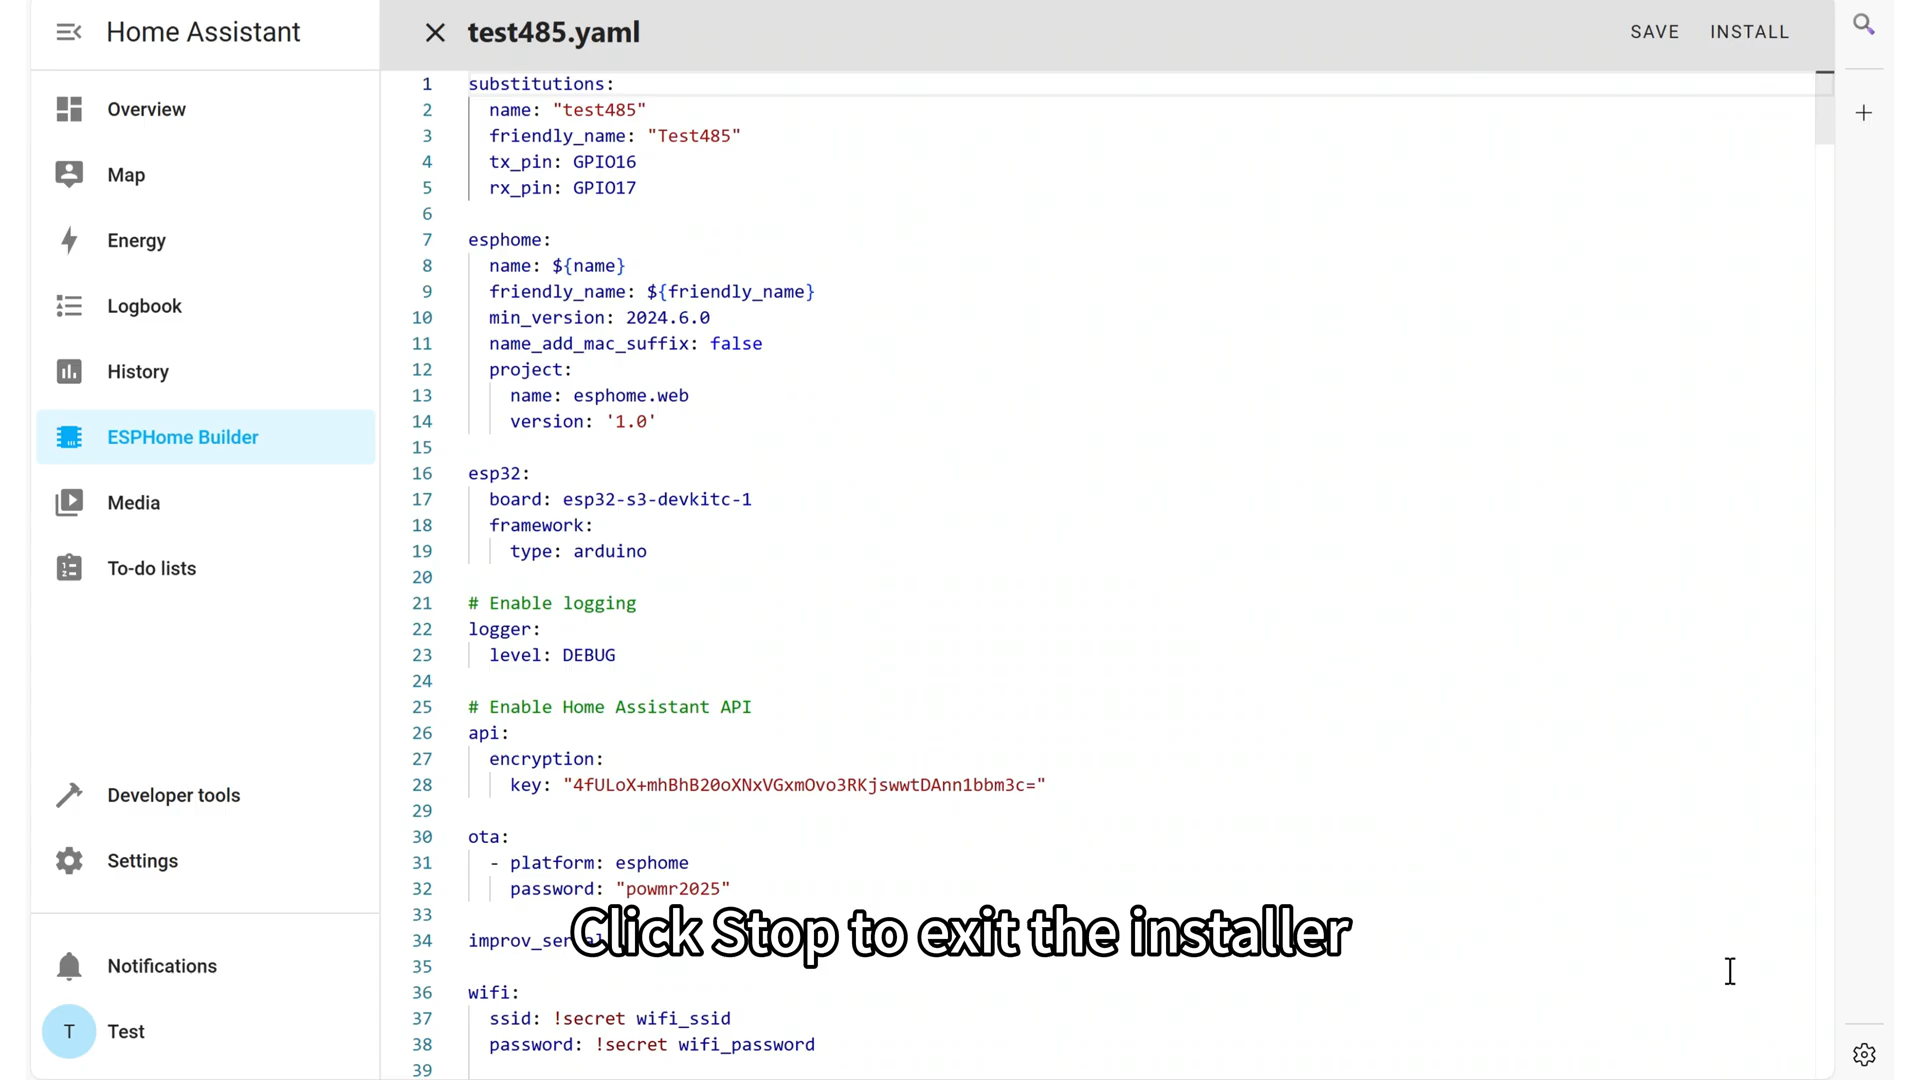 Home Assistant
test485.yaml
SAVE
INSTALL
Overview
Map
Energy
Logbook
History
ESPHome Builder
Media
To-do lists
Developer tools
Settings
Notifications
T
Test
1 substitutions:
2 name: "test485"
3 friendly_name: "Test485"
4 tx_pin: GPIO16
5 rx_pin: GPIO17
6
7 esphome:
8 name: ${name}
9 friendly_name: ${friendly_name}
10 min_version: 2024.6.0
11 name_add_mac_suffix: false
12 project:
13 name: esphome.web
14 version: '1.0'
15
16 esp32:
17 board: esp32-s3-devkitc-1
18 framework:
19 type: arduino
20
21 # Enable logging
22 logger:
23 level: DEBUG
24
25 # Enable Home Assistant API
26 api:
27 encryption:
28 key: "4fULoX+mhBhB20oXNxVGxmOvo3RKjswwtDAnn1bbm3c="
29
30 ota:
31 - platform: esphome
32 password: "powmr2025"
33
34
35
36 wifi:
37 ssid: !secret wifi_ssid
38 password: !secret wifi_password
39
Click Stop to exit the installer